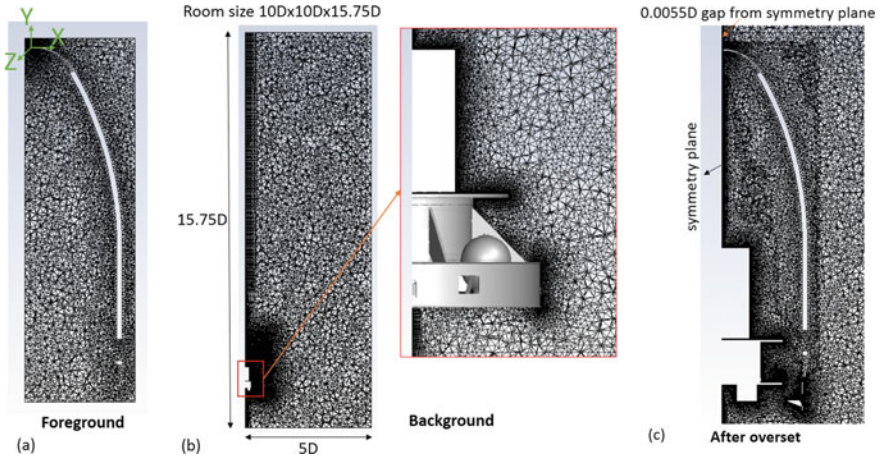 Room size 10Dx10Dx15.75D
0.0055D gap from symmetry plane
Y
X
Z
15.75D
symmetry plane
Foreground
(a)
(b)
5D
Background
(c)
After overset